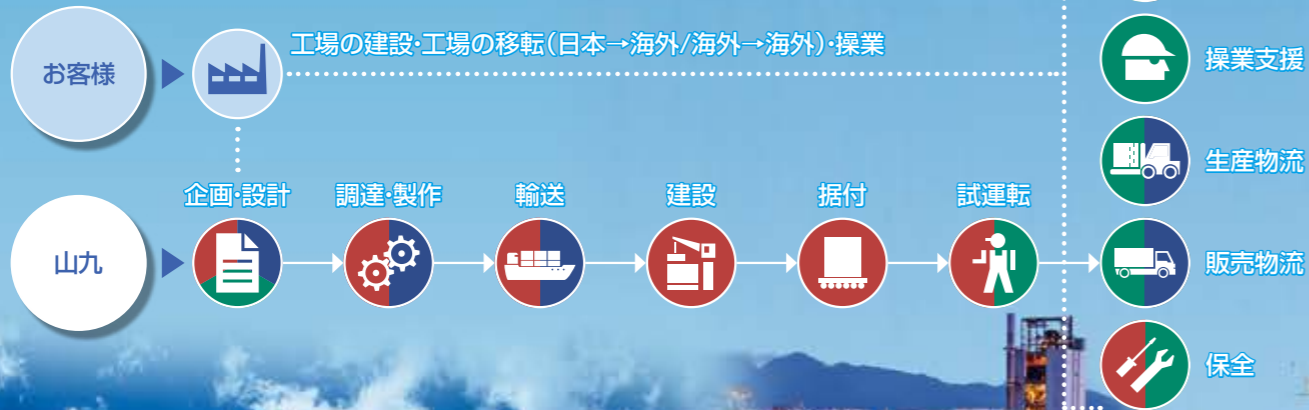 お客様
工場の建設・工場の移転（日本→海外/海外→海外）・操業
山九
企画・設計
調達・製作
輸送
建設
据付
試運転
操業支援
生産物流
販売物流
保全